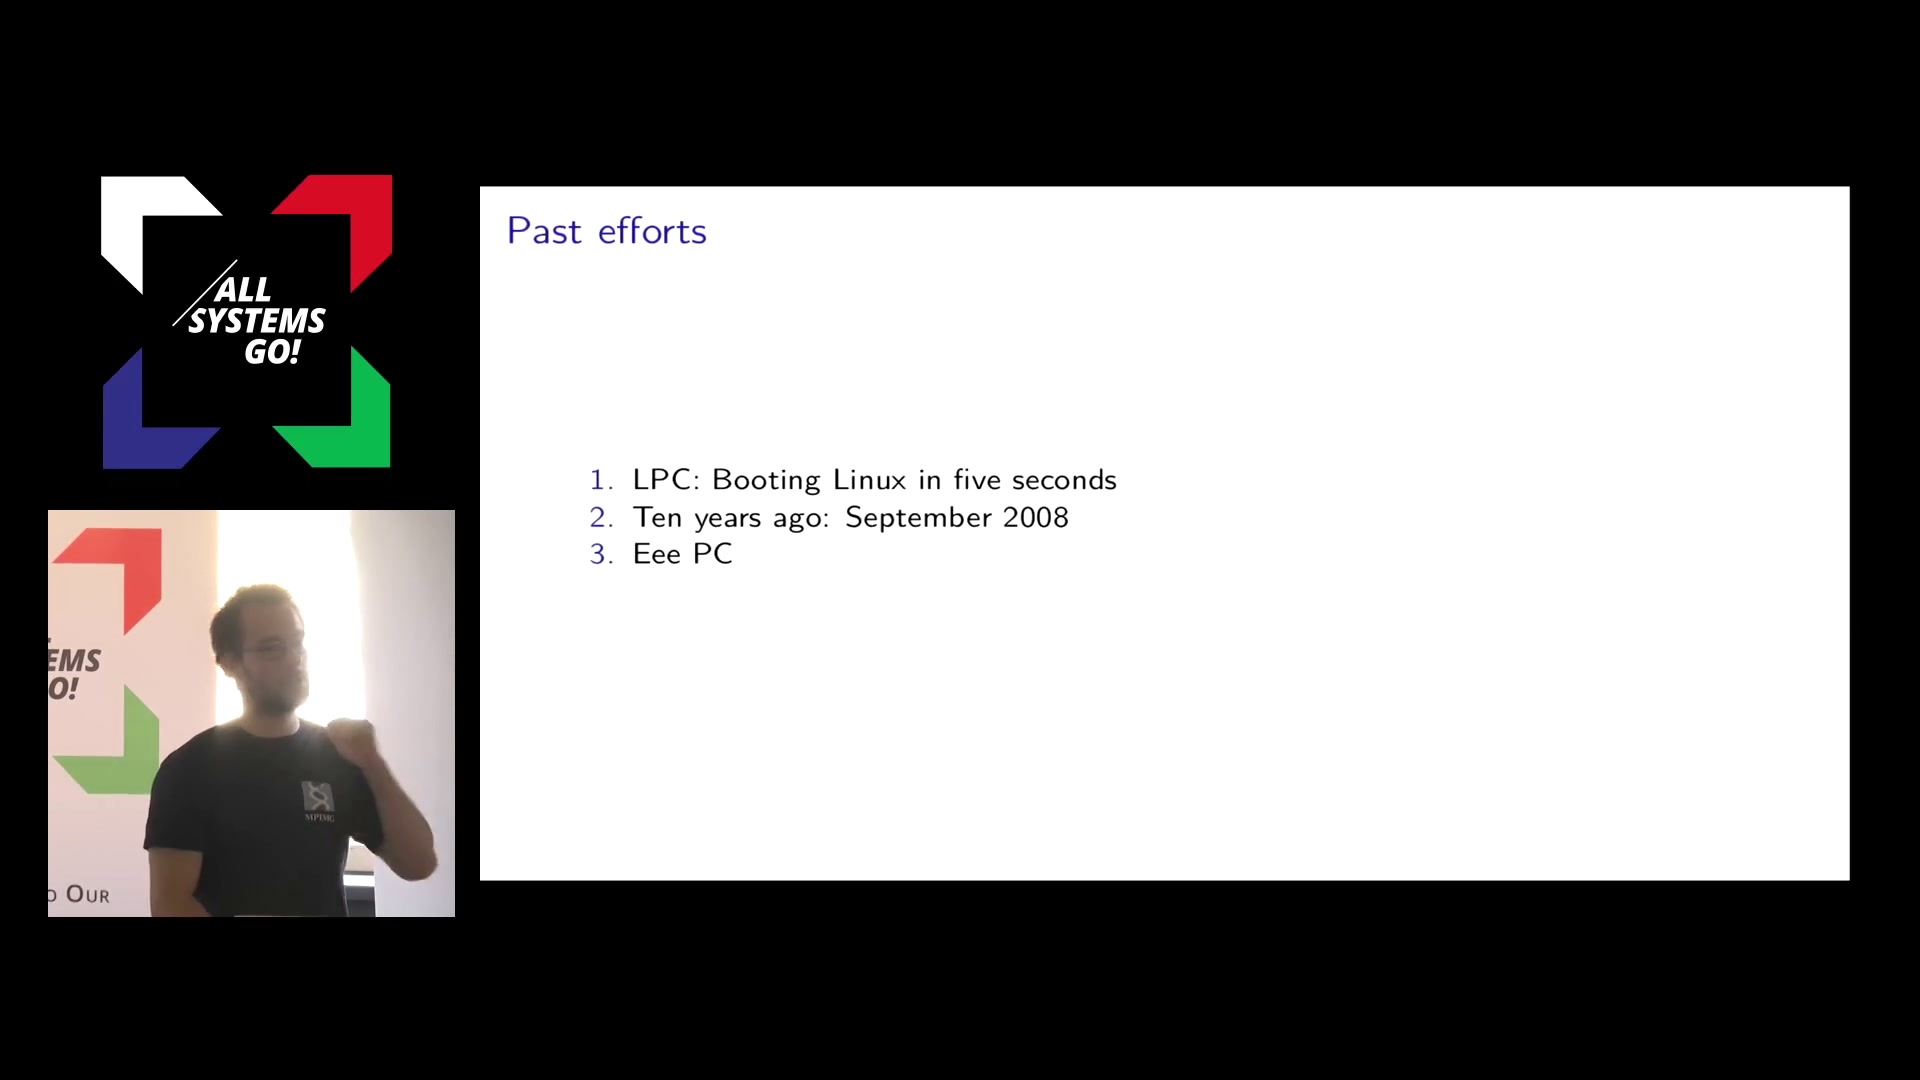 ALL
SYSTEMS
GO!
Past efforts
1. LPC: Booting Linux in five seconds
2. Ten years ago: September 2008
3. Eee PC
EMS
O!
MPIMG
OUR